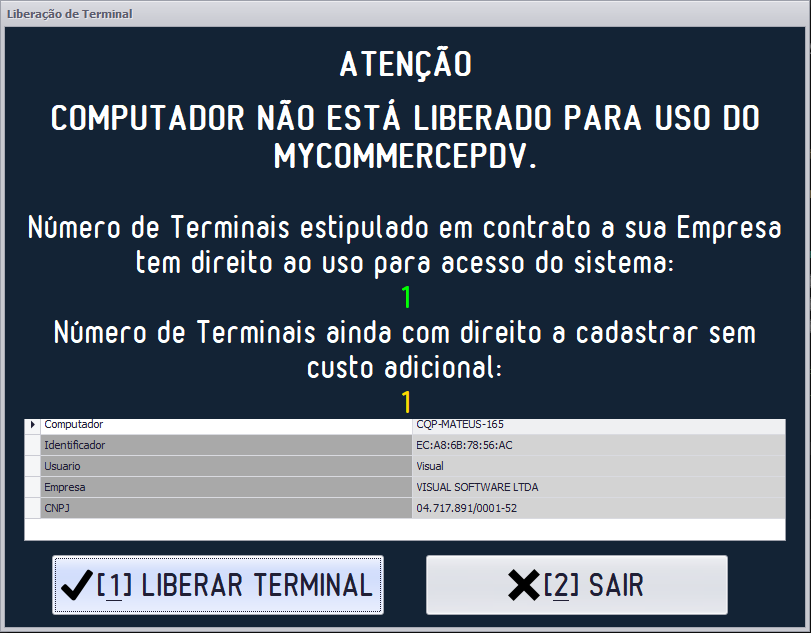 Liberação de Terminal
ATENÇÃO
COMPUTADOR NÃO ESTÁ LIBERADO PARA USO DO
MYCOMMERCEPDV.
Número de Terminais estipulado em contrato a sua Empresa
tem direito ao uso para acesso do sistema:
1
Número de Terminais ainda com direito a cadastrar sem
custo adicional:
1
Computador CQP-MATEUS-165
Identificador EC:A8:6B:78:56:AC
Usuario Visual
Empresa VISUAL SOFTWARE LTDA
CNPJ 04.717.891/0001-52
[1] LIBERAR TERMINAL [2] SAIR